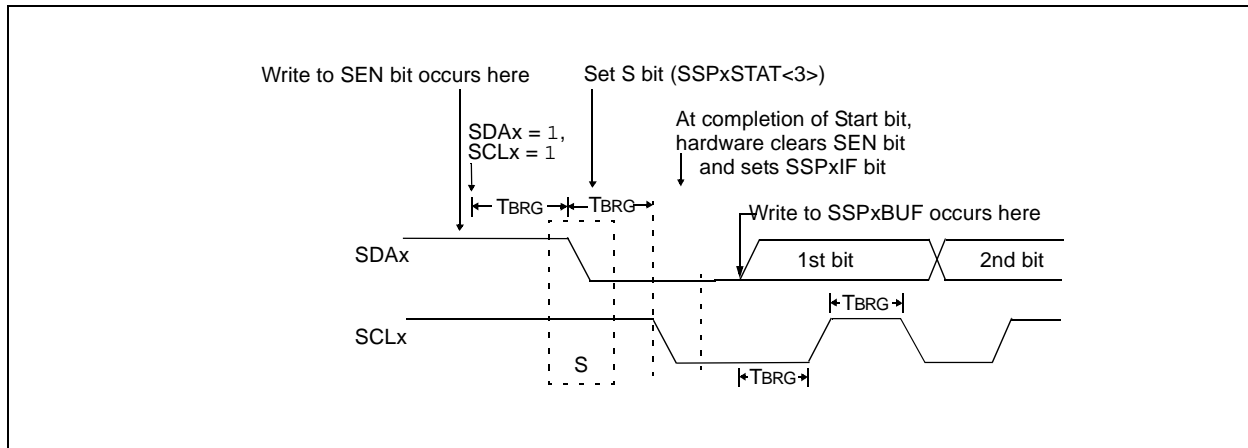 Write to SEN bit occurs here
Set S bit (SSPxSTAT<3>)
SDAx = 1,
SCLx = 1
At completion of Start bit,
hardware clears SEN bit
and sets SSPxIF bit
TBRG
TBRG
Write to SSPxBUF occurs here
SDAx
1st bit
2nd bit
TBRG
SCLx
S
TBRG